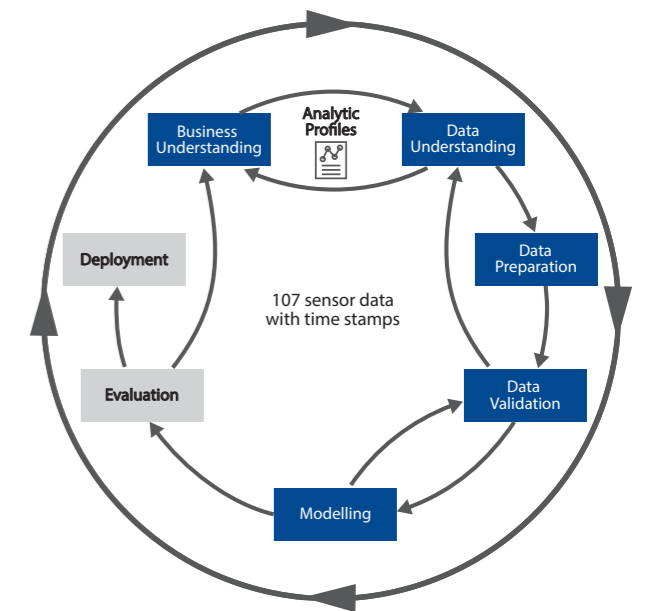 Analytic
Profiles
Business
Understanding
Data
Understanding
Deployment
Data
Preparation
107 sensor data
with time stamps
Evaluation
Data
Validation
Modelling